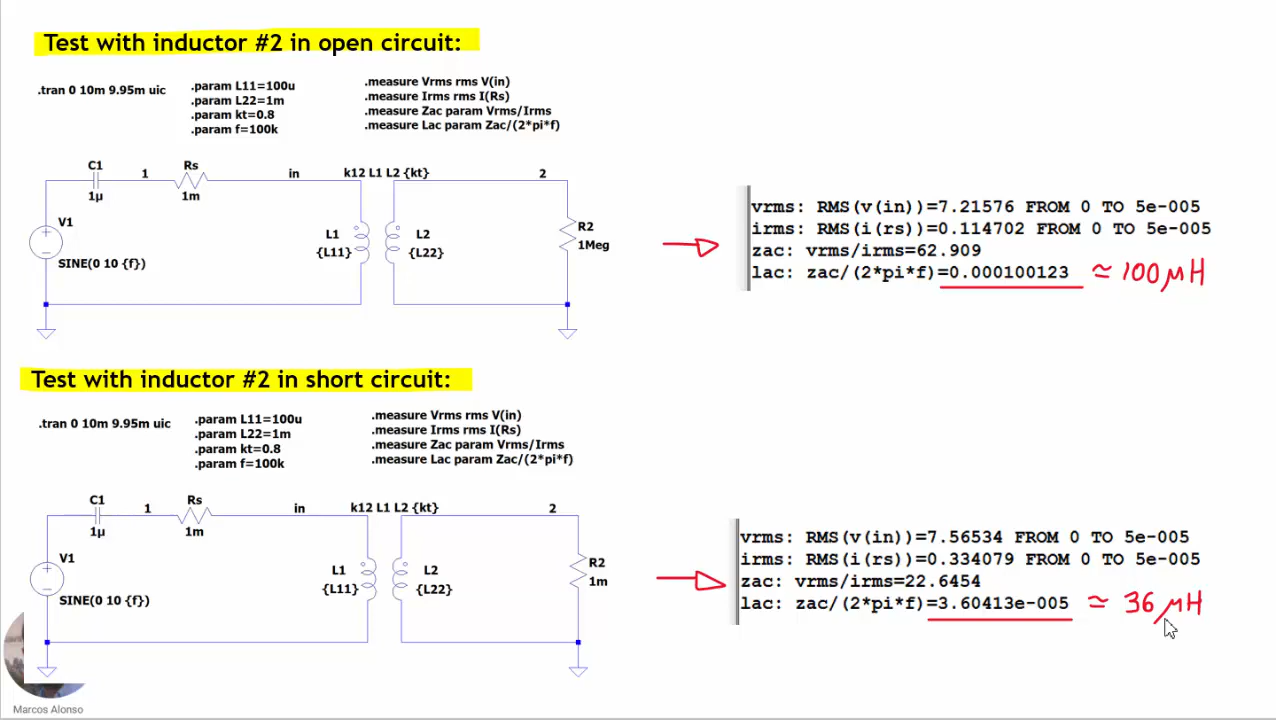 Test with inductor #2 in open circuit:
.tran 0 10m 9.95m uic
.param L11=100u
.param L22=1m
.param kt=0.8
.param f=100k
.measure Vrms rms V(in)
.measure Irms rms I(Rs)
.measure Zac param Vrms/Irms
.measure Lac param Zac/(2*pi*f)
C1
1µ
1
Rs
1m
in
k12 L1 L2 {kt}
2
V1
SINE(0 10 {f})
L1
{L11}
L2
{L22}
R2
1Meg
vrms: RMS(v(in))=7.21576 FROM 0 TO 5e-005
irms: RMS(i(rs))=0.114702 FROM 0 TO 5e-005
zac: vrms/irms=62.909
lac: zac/(2*pi*f)=0.000100123 ≃ 100µH
Test with inductor #2 in short circuit:
.tran 0 10m 9.95m uic
.param L11=100u
.param L22=1m
.param kt=0.8
.param f=100k
.measure Vrms rms V(in)
.measure Irms rms I(Rs)
.measure Zac param Vrms/Irms
.measure Lac param Zac/(2*pi*f)
C1
1µ
1
Rs
1m
in
k12 L1 L2 {kt}
2
V1
SINE(0 10 {f})
L1
{L11}
L2
{L22}
R2
1m
vrms: RMS(v(in))=7.56534 FROM 0 TO 5e-005
irms: RMS(i(rs))=0.334079 FROM 0 TO 5e-005
zac: vrms/irms=22.6454
lac: zac/(2*pi*f)=3.60413e-005 ≃ 36µH
Marcos Alonso